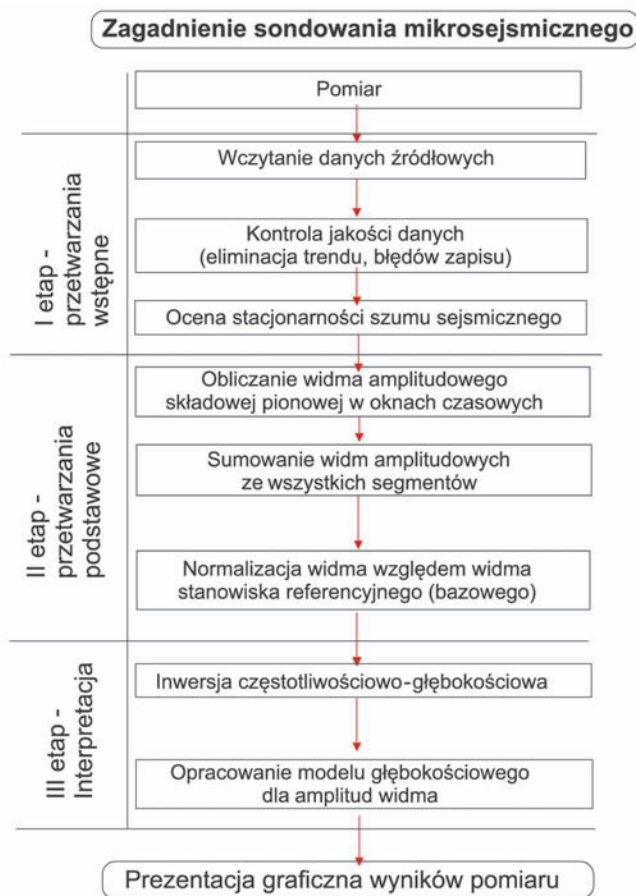 Zagadnienie sondowania mikrosejsmicznego
Pomiar
I etap -
przetwarzania
wstępne
Wczytanie danych źródłowych
Kontrola jakości danych
(eliminacja trendu, błędów zapisu)
Ocena stacjonarności szumu sejsmicznego
II etap -
przetwarzania
podstawowe
Obliczanie widma amplitudowego
składowej pionowej w oknach czasowych
Sumowanie widm amplitudowych
ze wszystkich segmentów
Normalizacja widma względem widma
stanowiska referencyjnego (bazowego)
III etap -
Interpretacja
Inwersja częstotliwościowo-głębokościowa
Opracowanie modelu głębokościowego
dla amplitud widma
Prezentacja graficzna wyników pomiaru